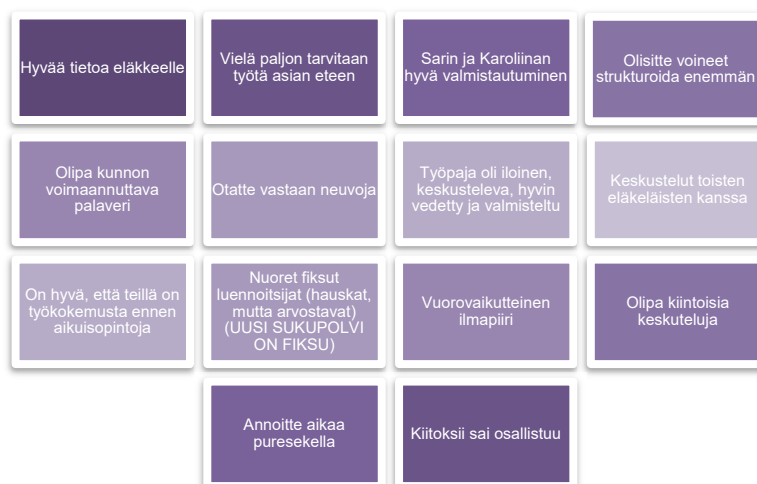 Hyvää tietoa eläkkeelle
Vielä paljon tarvitaan
työtä asian eteen
Sarin ja Karoliinan
hyvä valmistautuminen
Olisitte voineet
strukturoida enemmän
Olipa kunnon
voimaannuttava
palaveri
Otatte vastaan neuvoja
Työpaja oli iloinen,
keskusteleva, hyvin
vedetty ja valmisteltu
Keskustelut toisten
eläkeläisten kanssa
On hyvä, että teillä on
työkokemusta ennen
aikuisopintoja
Nuoret fiksut
luennoitsijat (hauskat,
mutta arvostavat)
(UUSI SUKUPOLVI
ON FIKSU)
Vuorovaikutteinen
ilmapiiri
Olipa kiintoisia
keskuteluja
Annoitte aikaa
puresekella
Kiitoksii sai osallistuu